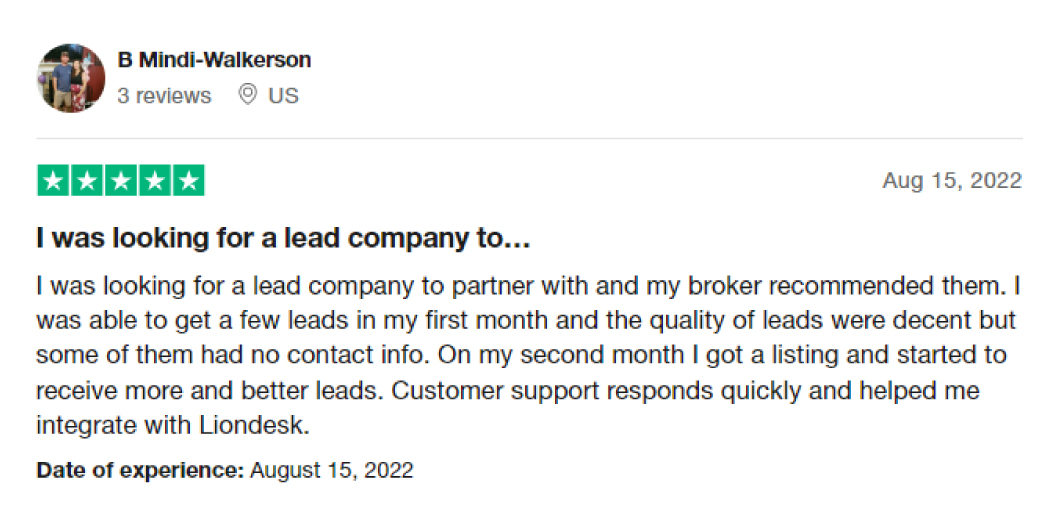 B Mindi-Walkerson
3 reviews US
Aug 15, 2022
I was looking for a lead company to...
I was looking for a lead company to partner with and my broker recommended them. I
was able to get a few leads in my first month and the quality of leads were decent but
some of them had no contact info. On my second month I got a listing and started to
receive more and better leads. Customer support responds quickly and helped me
integrate with Liondesk.
Date of experience: August 15, 2022